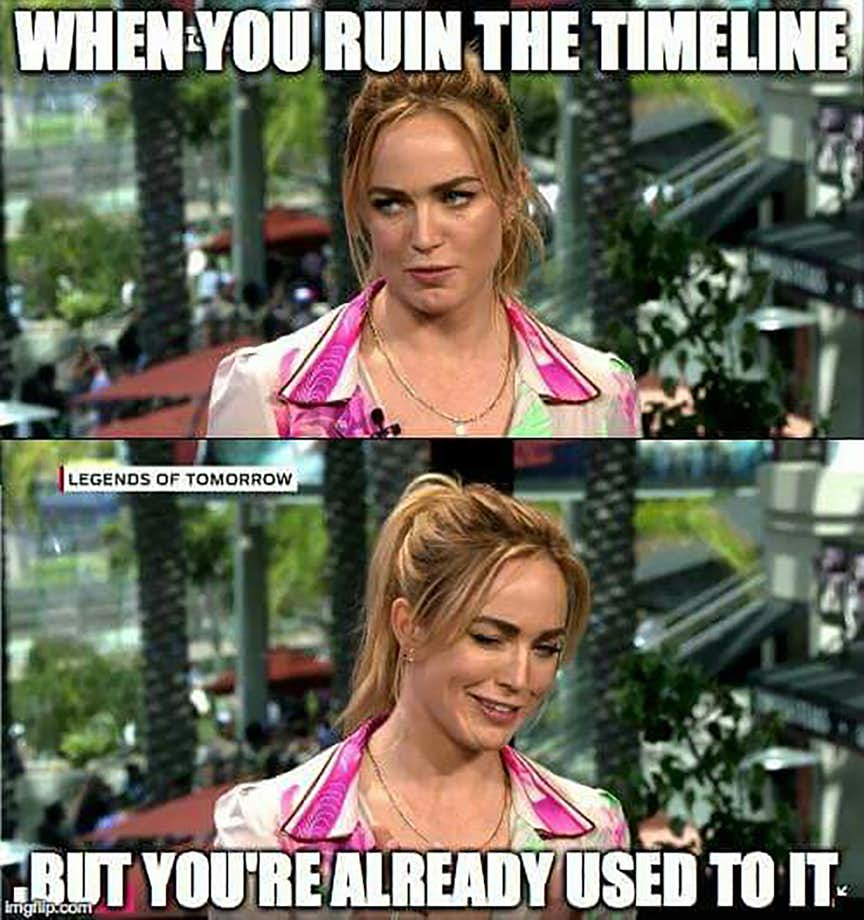 WHEN YOU RUIN THE TIMELINE
LEGENDS OF TOMORROW
BUT YOU'RE ALREADY USED TO IT
imgflip.com